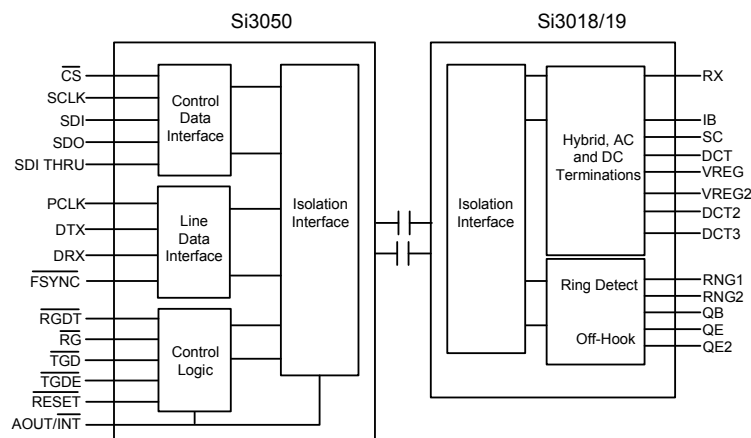 Si3050
Si3018/19
CS
SCLK
SDI
SDO
SDI THRU
Control
Data
Interface
PCLK
DTX
DRX
FSYNC
Line
Data
Interface
RGDT
RG
TGD
TGDE
RESET
AOUT/INT
Control
Logic
Isolation
Interface
Isolation
Interface
Hybrid, AC
and DC
Terminations
Ring Detect
Off-Hook
RX
IB
SC
DCT
VREG
VREG2
DCT2
DCT3
RNG1
RNG2
QB
QE
QE2